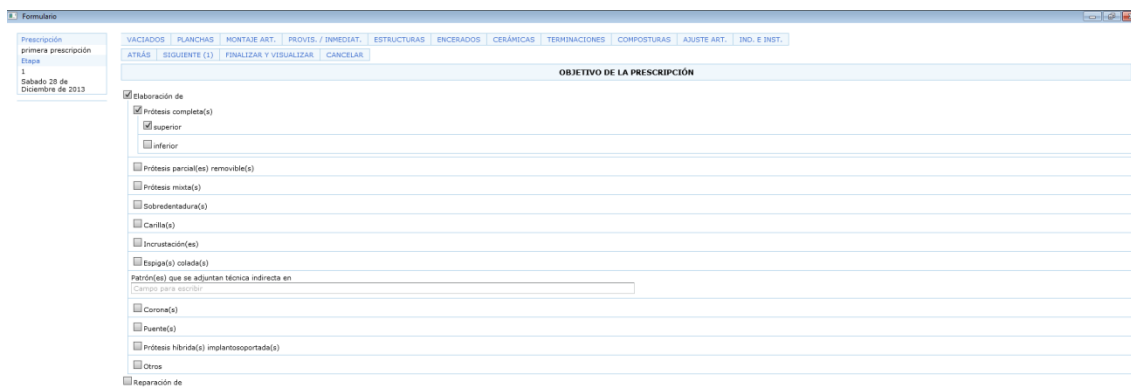 Formulario
Prescripción
primera prescripción
Etapa
1
Sabado 28 de
Diciembre de 2013
VACIADOS PLANCHAS MONTAJE ART. PROVIS. / INMEDIAT. ESTRUCTURAS ENCERADOS CERÁMICAS TERMINACIONES COMPOSTURAS AJUSTE ART. IND. E INST.
ATRÁS SIGUIENTE (1) FINALIZAR Y VISUALIZAR CANCELAR
OBJETIVO DE LA PRESCRIPCIÓN
Elaboración de
Prótesis completa(s)
superior
inferior
Prótesis parcial(es) removible(s)
Prótesis mixta(s)
Sobredentadura(s)
Carilla(s)
Incrustación(es)
Espiga(s) colada(s)
Patrón(es) que se adjuntan técnica indirecta en
Campo para escribir
Corona(s)
Puente(s)
Prótesis híbrida(s) implantosoportada(s)
Otros
Reparación de